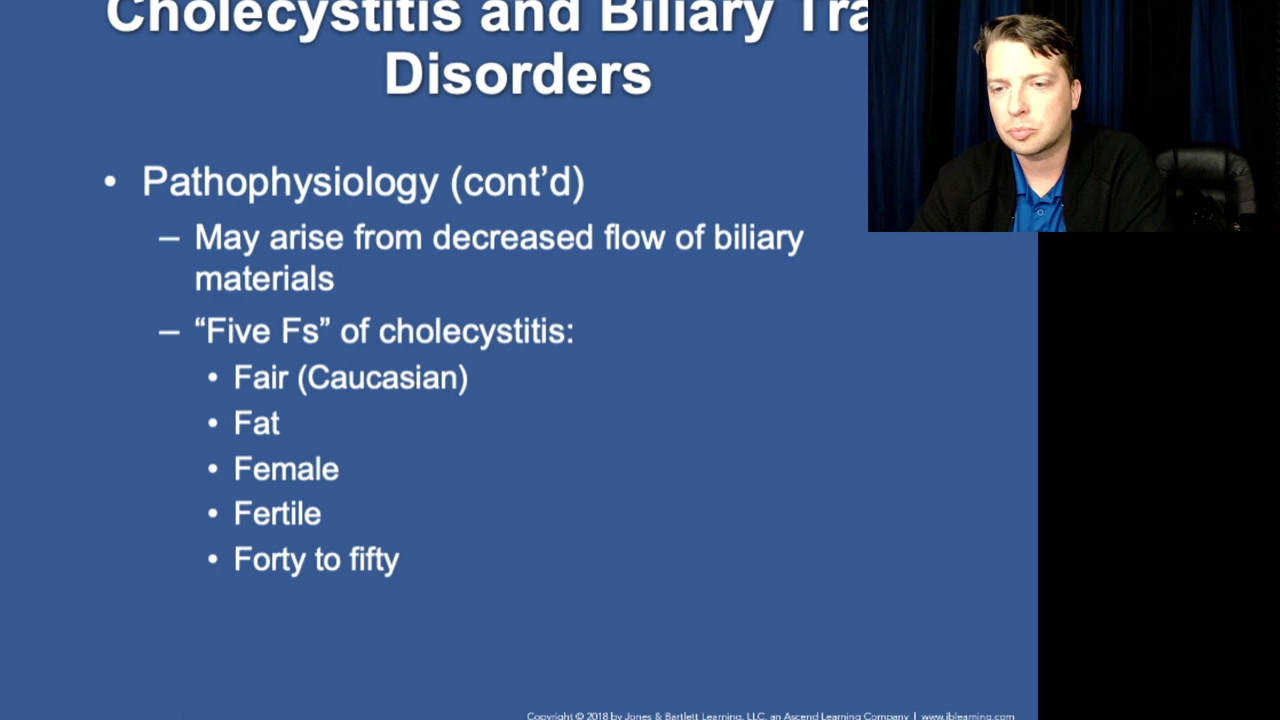 Cholecystitis and Biliary Tra
Disorders
• Pathophysiology (cont’d)
– May arise from decreased flow of biliary
materials
– “Five Fs” of cholecystitis:
• Fair (Caucasian)
• Fat
• Female
• Fertile
• Forty to fifty
Copyright © 2018 by Jones & Bartlett Learning, LLC, an Ascend Learning Company | www.jblearning.com